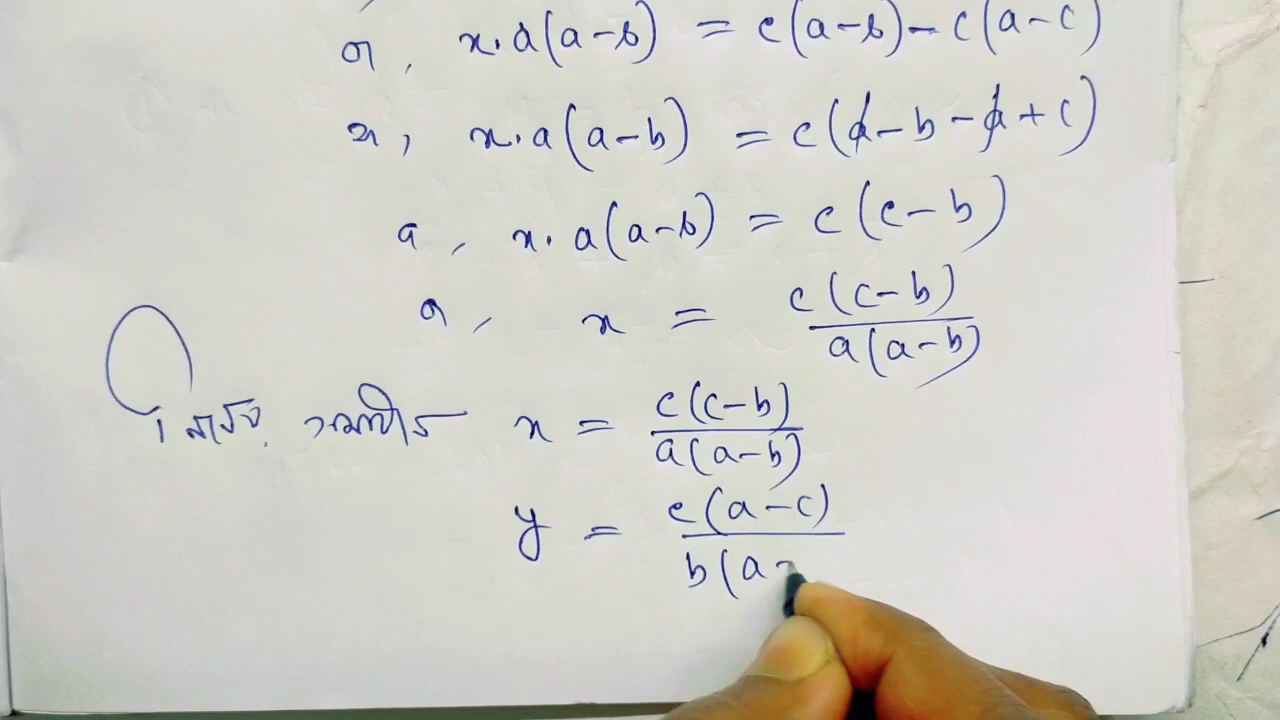 বা, x·a(a-b) = c(a-b)-c(a-c)
বা, x·a(a-b) = c(a-b-a+c)
বা, x·a(a-b) = c(c-b)
বা, x = c(c-b)/a(a-b)
নির্ণেয় সমাধান x = c(c-b)/a(a-b)
y = c(a-c)/b(a-